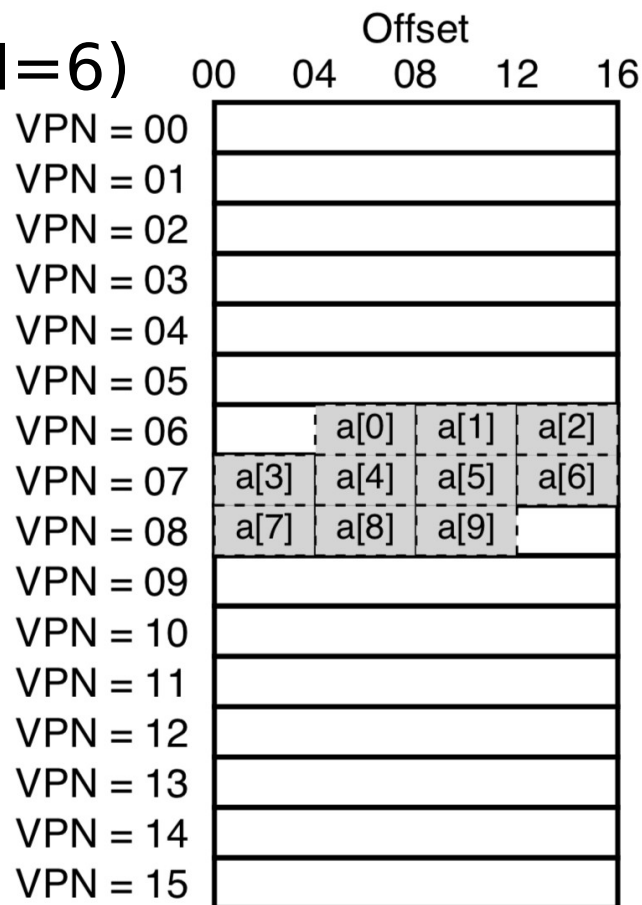 Offset
=6)
00 04 08 12 16
VPN = 00
VPN = 01
VPN = 02
VPN = 03
VPN = 04
VPN = 05
VPN = 06 a[0] a[1] a[2]
VPN = 07 a[3] a[4] a[5] a[6]
VPN = 08 a[7] a[8] a[9]
VPN = 09
VPN = 10
VPN = 11
VPN = 12
VPN = 13
VPN = 14
VPN = 15